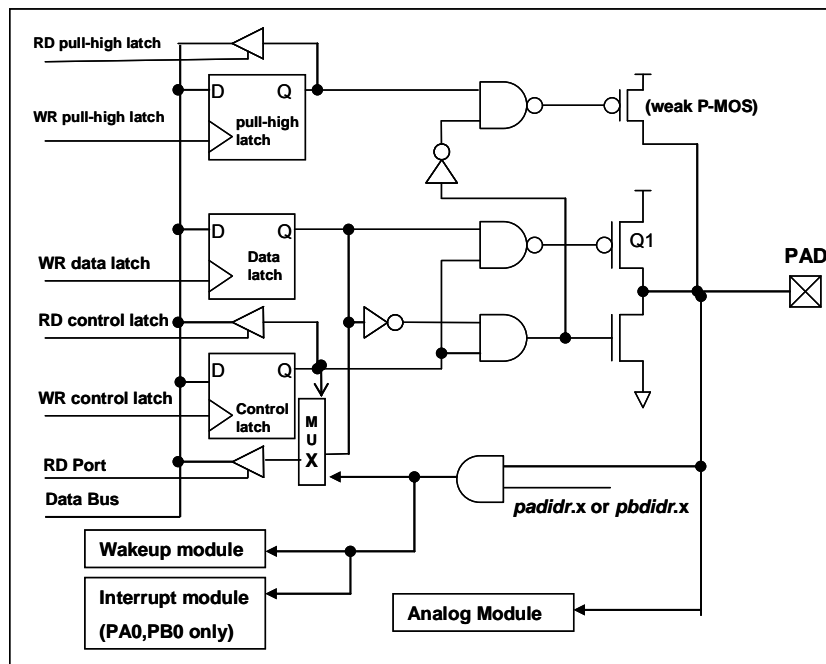 RD pull-high latch
D Q
pull-high
latch
WR pull-high latch
(weak P-MOS)
D Q
Data
latch
WR data latch
Q1
PAD
RD control latch
D Q
Control
latch
WR control latch
M
U
X
RD Port
Data Bus
padidr.x or pbdidr.x
Wakeup module
Interrupt module
(PA0,PB0 only)
Analog Module